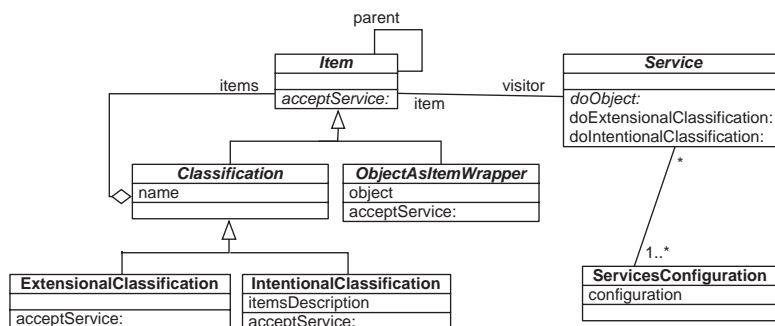 parent
Item
acceptService:
items
item
visitor
Service
doObject:
doExtensionalClassification:
doIntentionalClassification:
Classification
name
ObjectAsItemWrapper
object
acceptService:
*
1..*
ExtensionalClassification
acceptService:
IntentionalClassification
itemsDescription
acceptService:
ServicesConfiguration
configuration